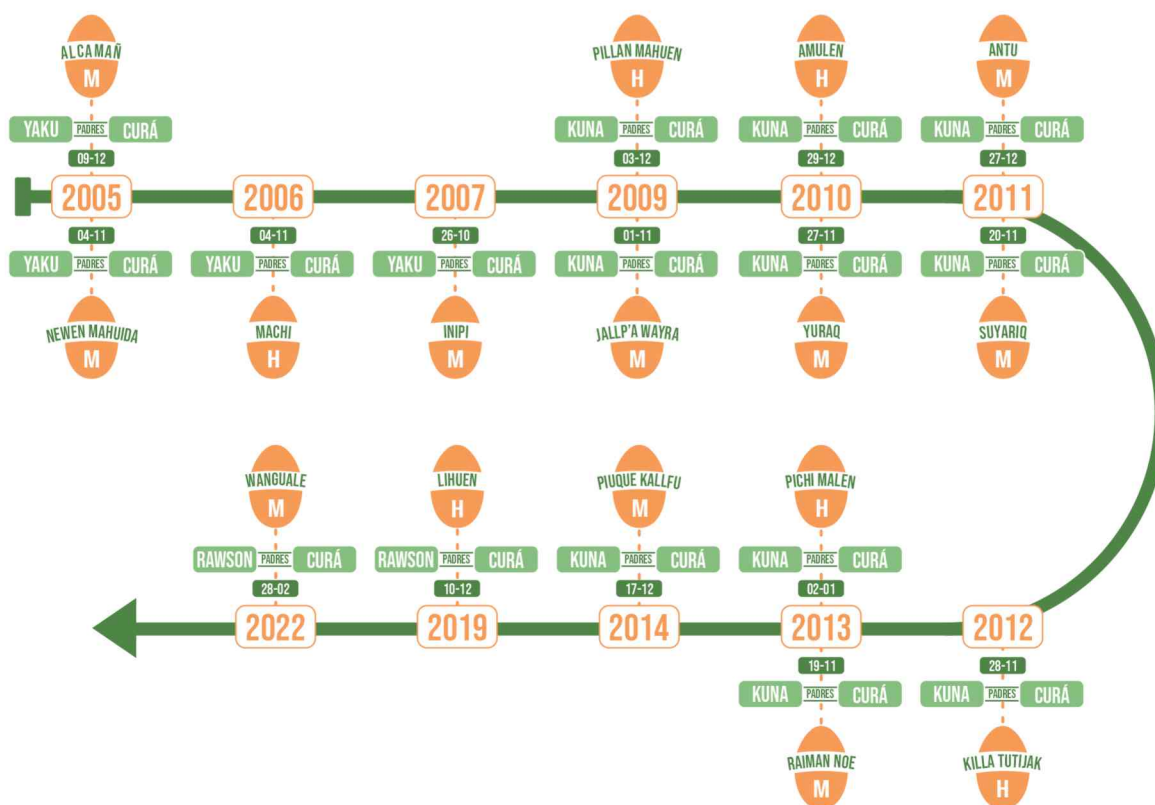 ALCAMAÑ
M
PILLAN MAHUEN
H
AMULEN
H
ANTU
M
YAKU PADRES CURÁ
KUNA PADRES CURÁ
KUNA PADRES CURÁ
KUNA PADRES CURÁ
09-12
03-12
29-12
27-12
2005
2006
2007
2009
2010
2011
04-11
04-11
26-10
01-11
27-11
20-11
YAKU PADRES CURÁ
YAKU PADRES CURÁ
YAKU PADRES CURÁ
KUNA PADRES CURÁ
KUNA PADRES CURÁ
KUNA PADRES CURÁ
NEWEN MAHUIDA
M
MACHI
H
INIPI
M
JALLP'A WAYRA
M
YURAQ
M
SUYARIQ
M
WANGUALE
M
LIHUEN
H
PIUQUE KALLFU
M
PICHI MALEN
H
RAWSON PADRES CURÁ
RAWSON PADRES CURÁ
KUNA PADRES CURÁ
KUNA PADRES CURÁ
28-02
10-12
17-12
02-01
2022
2019
2014
2013
2012
19-11
28-11
KUNA PADRES CURÁ
KUNA PADRES CURÁ
RAIMAN NOE
M
KILLA TUTIJAK
H